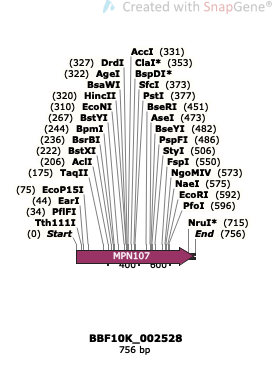 Created with SnapGene®
AccI (331)
(327) DrdI ClaI* (353)
(322) AgeI BspDI*
BsaWI SfcI (373)
(320) HincII PstI (377)
(310) EcoNI BseRI (451)
(267) BstYI AseI (473)
(244) BpmI BseYI (482)
(236) BsrBI PspFI (486)
(222) BstXI StyI (506)
(206) AclI FspI (550)
(175) TaqII NgoMIV (573)
NaeI (575)
(75) EcoP15I EcoRI (592)
(44) EarI PfoI (596)
(34) PflFI
Tth111I NruI* (715)
(0) Start End (756)
MPN107
400 600
BBF10K_002528
756 bp